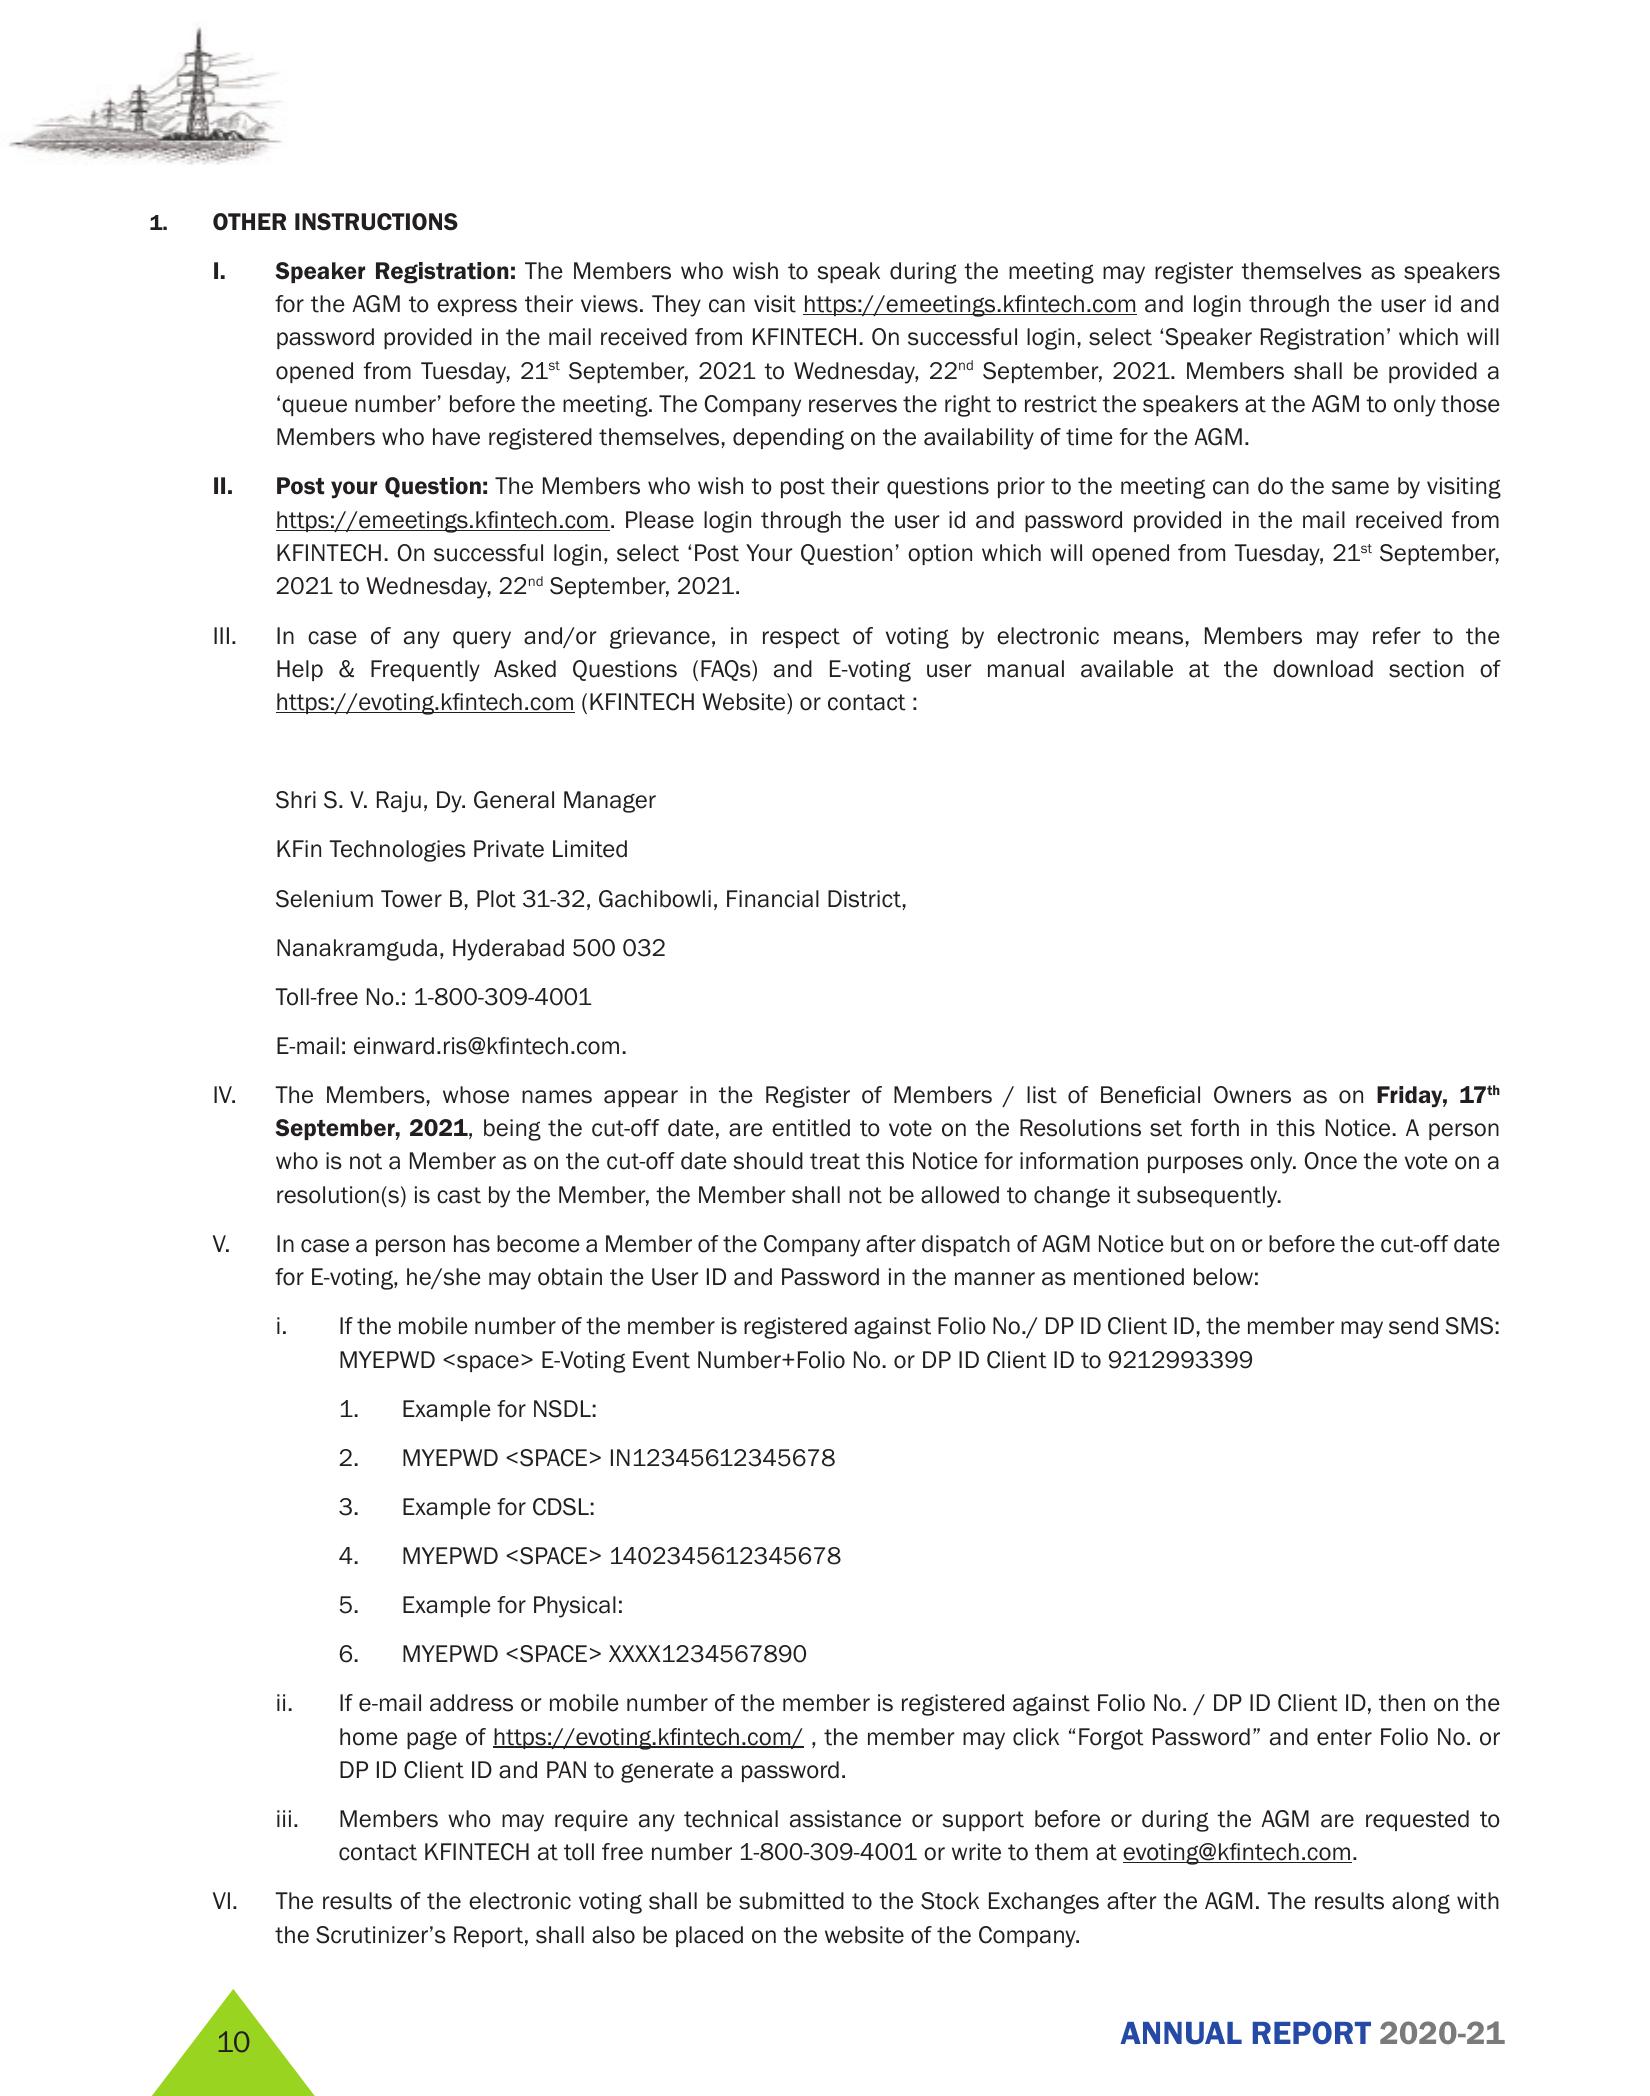 1. OTHER INSTRUCTIONS
I. Speaker Registration: The Members who wish to speak during the meeting may register themselves as speakers
for the AGM to express their views. They can visit https://emeetings.kfintech.com and login through the user id and
password provided in the mail received from KFINTECH. On successful login, select ‘Speaker Registration’ which will
opened from Tuesday, 21st September, 2021 to Wednesday, 22nd September, 2021. Members shall be provided a
‘queue number’ before the meeting. The Company reserves the right to restrict the speakers at the AGM to only those
Members who have registered themselves, depending on the availability of time for the AGM.
II. Post your Question: The Members who wish to post their questions prior to the meeting can do the same by visiting
https://emeetings.kfintech.com. Please login through the user id and password provided in the mail received from
KFINTECH. On successful login, select ‘Post Your Question’ option which will opened from Tuesday, 21st September,
2021 to Wednesday, 22nd September, 2021.
III. In case of any query and/or grievance, in respect of voting by electronic means, Members may refer to the
Help & Frequently Asked Questions (FAQs) and E-voting user manual available at the download section of
https://evoting.kfintech.com (KFINTECH Website) or contact :
Shri S. V. Raju, Dy. General Manager
KFin Technologies Private Limited
Selenium Tower B, Plot 31-32, Gachibowli, Financial District,
Nanakramguda, Hyderabad 500 032
Toll-free No.: 1-800-309-4001
E-mail: einward.ris@kfintech.com.
IV. The Members, whose names appear in the Register of Members / list of Beneficial Owners as on Friday, 17th
September, 2021, being the cut-off date, are entitled to vote on the Resolutions set forth in this Notice. A person
who is not a Member as on the cut-off date should treat this Notice for information purposes only. Once the vote on a
resolution(s) is cast by the Member, the Member shall not be allowed to change it subsequently.
V. In case a person has become a Member of the Company after dispatch of AGM Notice but on or before the cut-off date
for E-voting, he/she may obtain the User ID and Password in the manner as mentioned below:
i. If the mobile number of the member is registered against Folio No./ DP ID Client ID, the member may send SMS:
MYEPWD <space> E-Voting Event Number+Folio No. or DP ID Client ID to 9212993399
1. Example for NSDL:
2. MYEPWD <SPACE> IN12345612345678
3. Example for CDSL:
4. MYEPWD <SPACE> 1402345612345678
5. Example for Physical:
6. MYEPWD <SPACE> XXXX1234567890
ii. If e-mail address or mobile number of the member is registered against Folio No. / DP ID Client ID, then on the
home page of https://evoting.kfintech.com/ , the member may click “Forgot Password” and enter Folio No. or
DP ID Client ID and PAN to generate a password.
iii. Members who may require any technical assistance or support before or during the AGM are requested to
contact KFINTECH at toll free number 1-800-309-4001 or write to them at evoting@kfintech.com.
VI. The results of the electronic voting shall be submitted to the Stock Exchanges after the AGM. The results along with
the Scrutinizer’s Report, shall also be placed on the website of the Company.
10
ANNUAL REPORT 2020-21